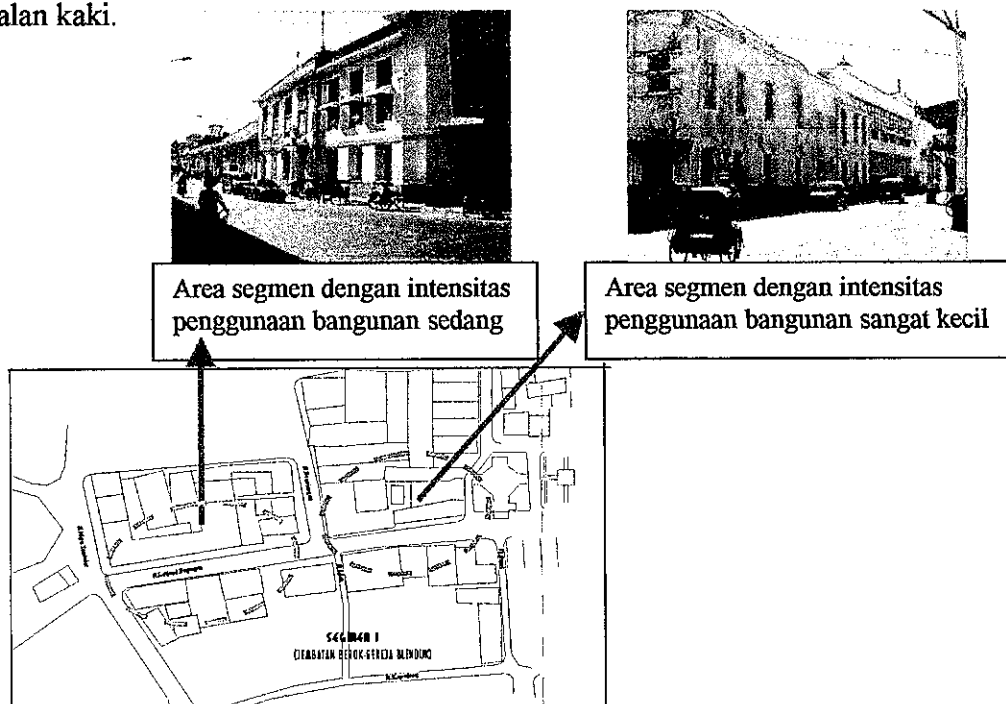 alan kaki.
Area segmen dengan intensitas
penggunaan bangunan sedang
Area segmen dengan intensitas
penggunaan bangunan sangat kecil
SEGMEN I
(JEMBATAN BEROK-GEREJA BLENDUK)